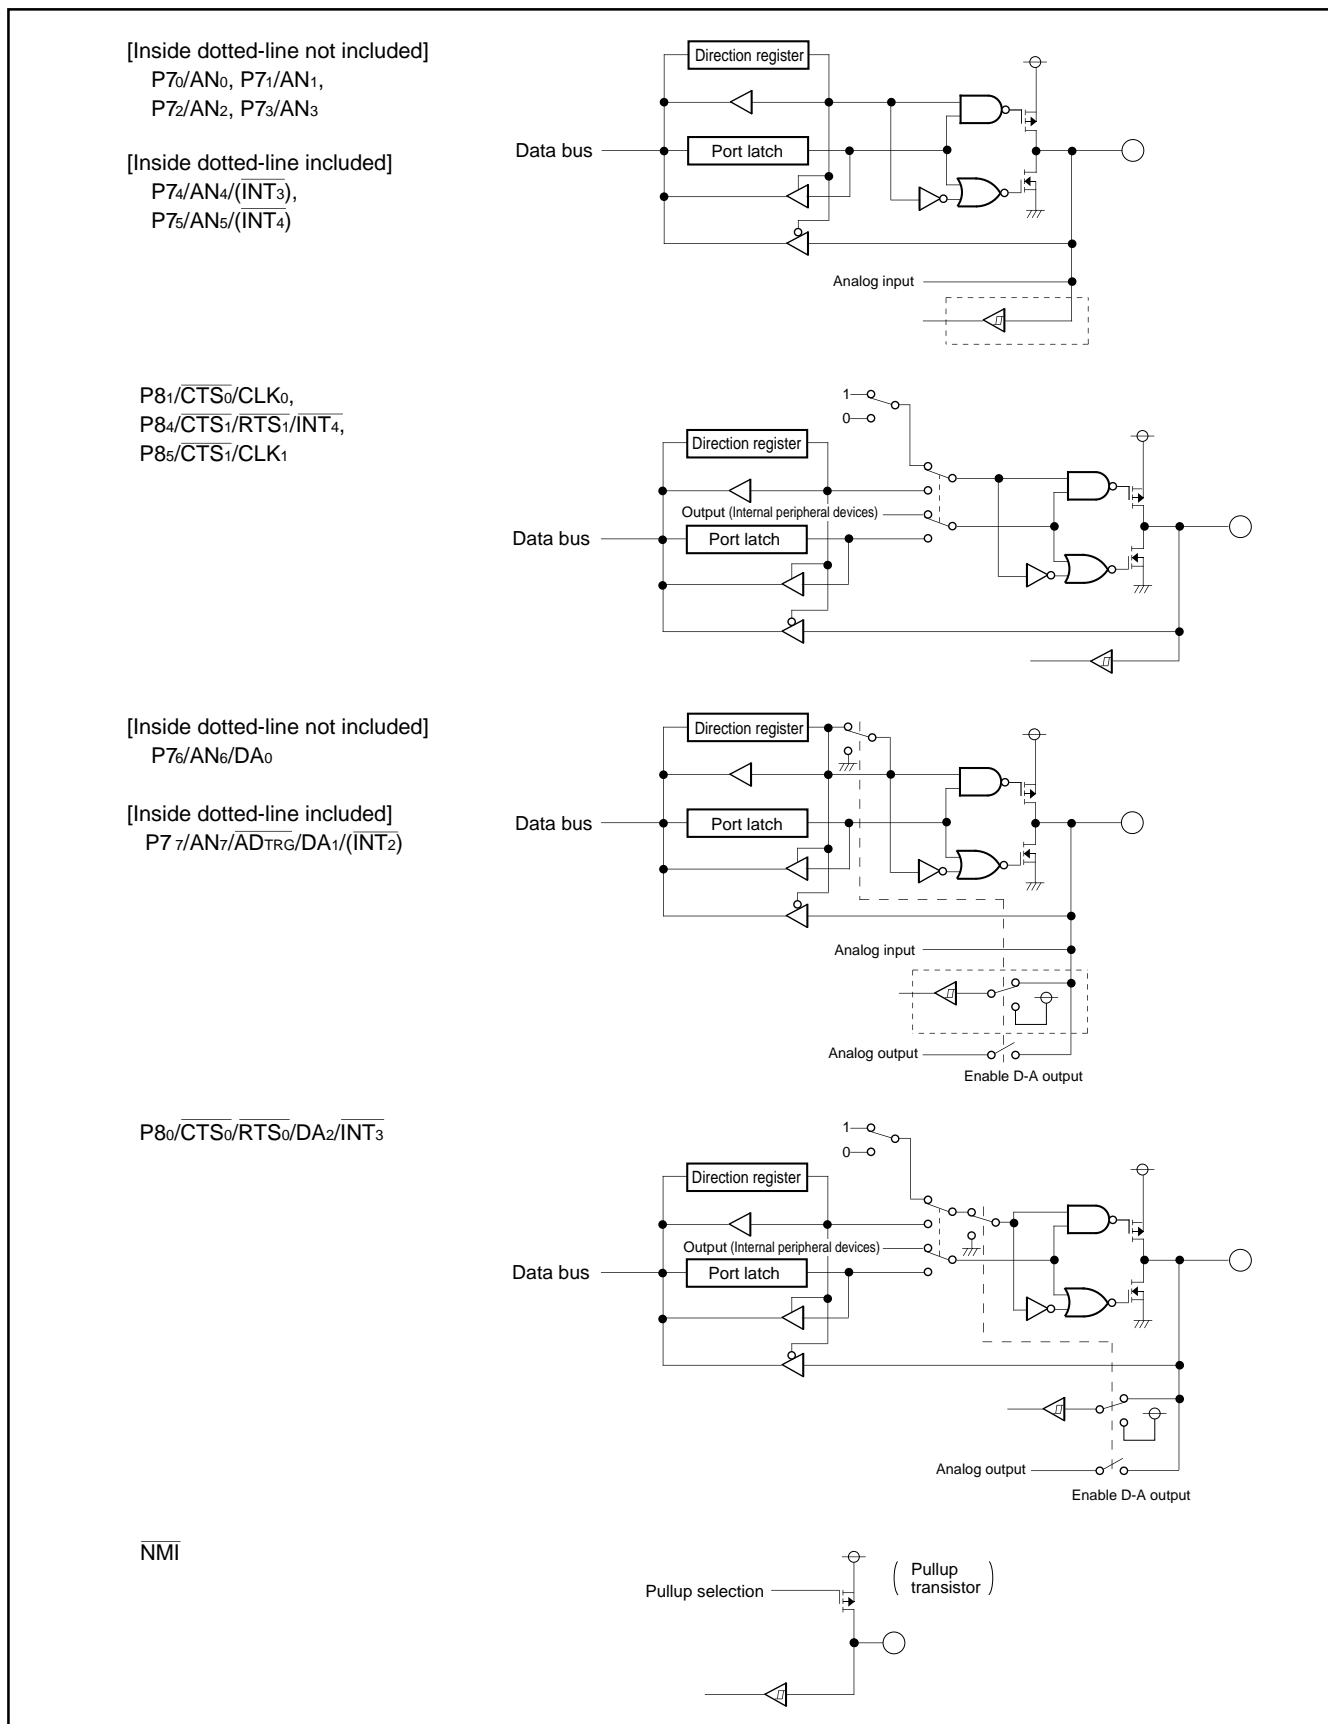 [Inside dotted-line not included]
P70/AN0, P71/AN1,
P72/AN2, P73/AN3
[Inside dotted-line included]
P74/AN4/(INT3),
P75/AN5/(INT4)
Direction register
Data bus
Port latch
Analog input
P81/CTS0/CLK0,
P84/CTS1/RTS1/INT4,
P85/CTS1/CLK1
1
0
Direction register
Output (Internal peripheral devices)
Data bus
Port latch
[Inside dotted-line not included]
P76/AN6/DA0
[Inside dotted-line included]
P77/AN7/ADTRG/DA1/(INT2)
Direction register
Data bus
Port latch
Analog input
Analog output
Enable D-A output
P80/CTS0/RTS0/DA2/INT3
1
0
Direction register
Output (Internal peripheral devices)
Data bus
Port latch
Analog output
Enable D-A output
NMI
Pullup selection
( Pullup
transistor )